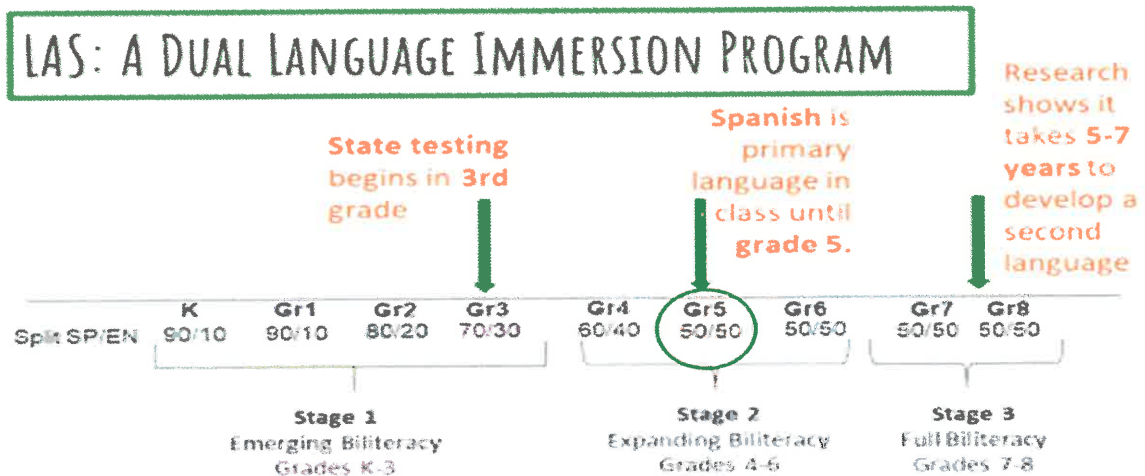 LAS: A DUAL LANGUAGE IMMERSION PROGRAM
State testing
begins in 3rd
grade
Spanish is
primary
language in
class until
grade 5.
Research
shows it
takes 5-7
years to
develop a
second
language
K Gr1 Gr2 Gr3 Gr4 Gr5 Gr6 Gr7 Gr8
Split SP/EN 90/10 90/10 80/20 70/30 60/40 50/50 50/50 50/50 50/50
Stage 1
Emerging Biliteracy
Grades K-3
Stage 2
Expanding Biliteracy
Grades 4-6
Stage 3
Full Biliteracy
Grades 7-8